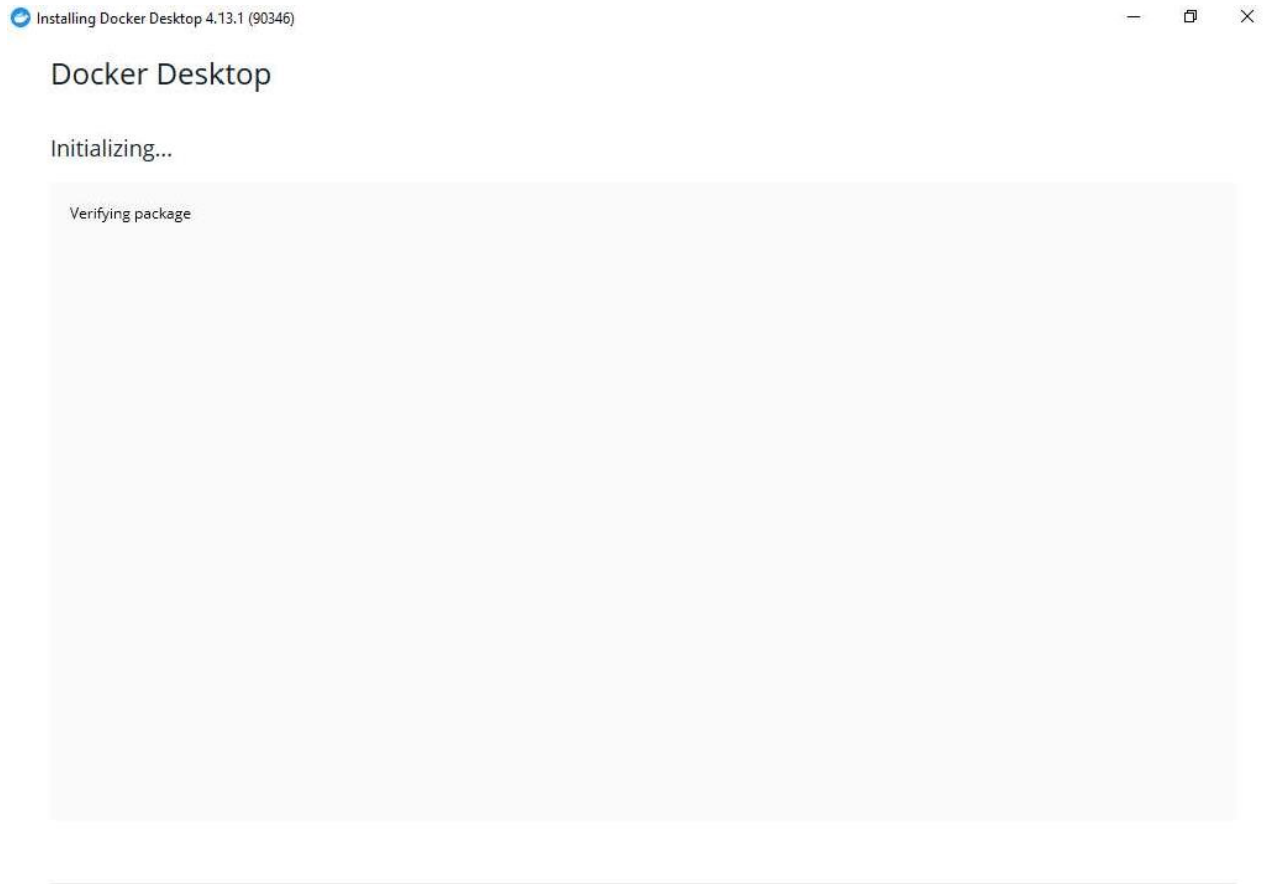 Installing Docker Desktop 4.13.1 (90346)
Docker Desktop
Initializing...
Verifying package